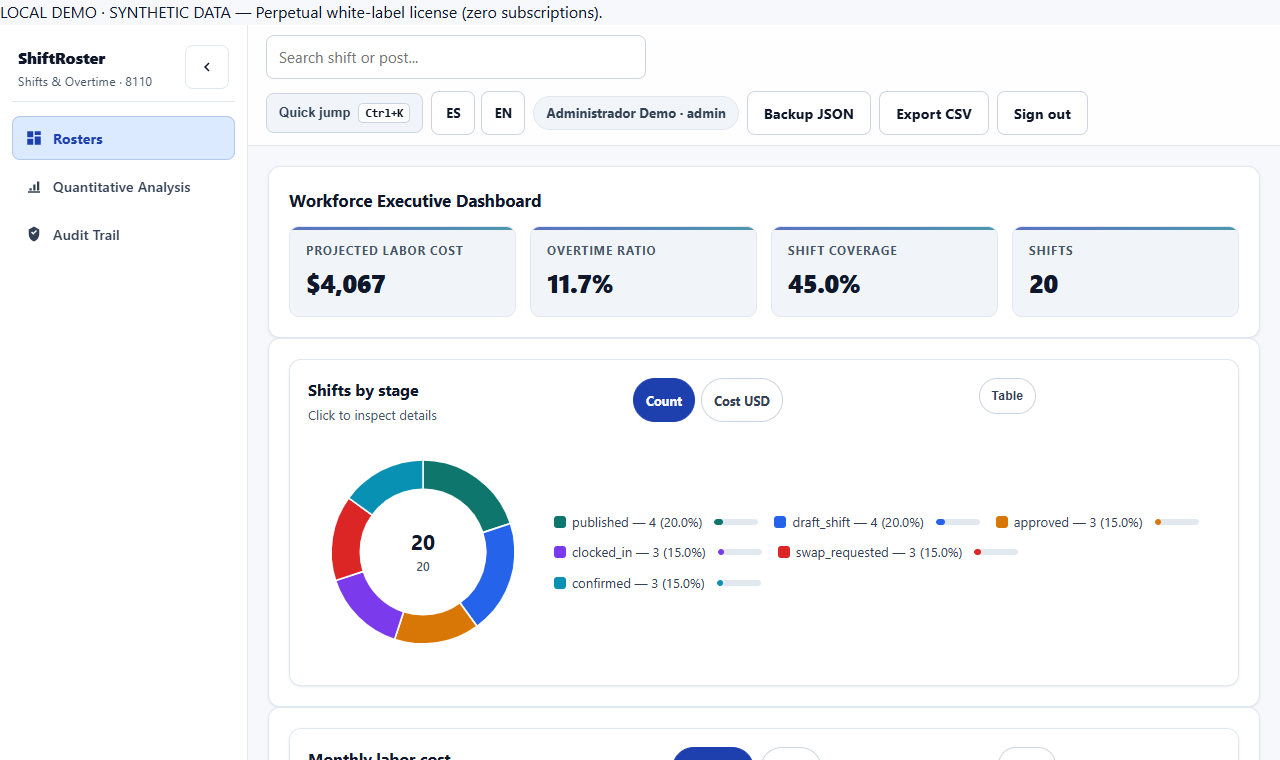 LOCAL DEMO · SYNTHETIC DATA — Perpetual white-label license (zero subscriptions).
ShiftRoster
Shifts & Overtime · 8110
Rosters
Quantitative Analysis
Audit Trail
Search shift or post...
Quick jump Ctrl+K ES EN Administrador Demo · admin Backup JSON Export CSV Sign out
Workforce Executive Dashboard
PROJECTED LABOR COST
$4,067
OVERTIME RATIO
11.7%
SHIFT COVERAGE
45.0%
SHIFTS
20
Shifts by stage
Click to inspect details
Count Cost USD Table
20
20
published — 4 (20.0%) draft_shift — 4 (20.0%) approved — 3 (15.0%)
clocked_in — 3 (15.0%) swap_requested — 3 (15.0%)
confirmed — 3 (15.0%)
Monthly labor cost